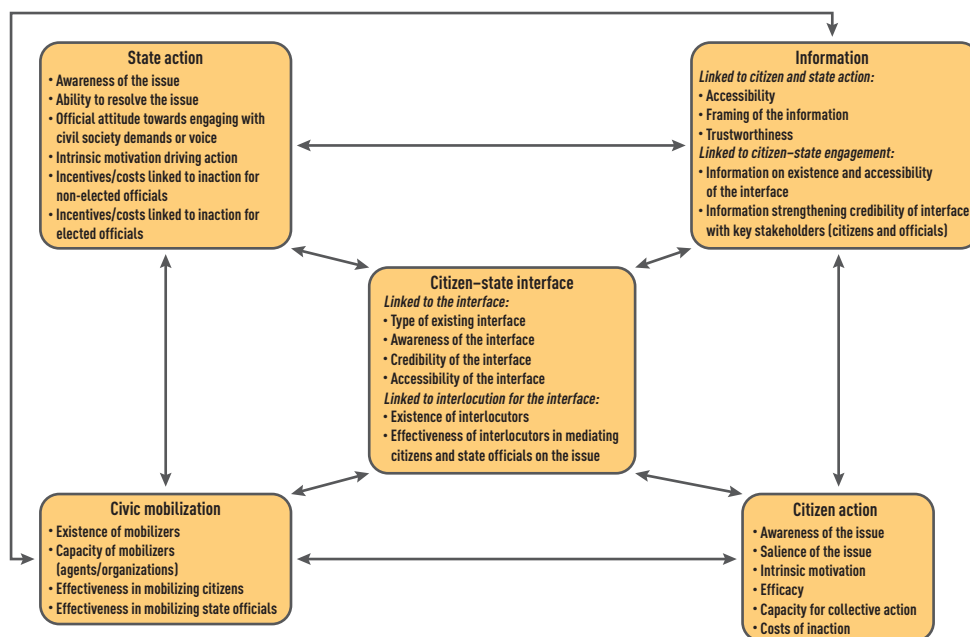 State action
• Awareness of the issue
• Ability to resolve the issue
• Official attitude towards engaging with
civil society demands or voice
• Intrinsic motivation driving action
• Incentives/costs linked to inaction for
non-elected officials
• Incentives/costs linked to inaction for
elected officials
Information
Linked to citizen and state action:
• Accessibility
• Framing of the information
• Trustworthiness
Linked to citizen–state engagement:
• Information on existence and accessibility
of the interface
• Information strengthening credibility of interface
with key stakeholders (citizens and officials)
Citizen–state interface
Linked to the interface:
• Type of existing interface
• Awareness of the interface
• Credibility of the interface
• Accessibility of the interface
Linked to interlocution for the interface:
• Existence of interlocutors
• Effectiveness of interlocutors in mediating
citizens and state officials on the issue
Civic mobilization
• Existence of mobilizers
• Capacity of mobilizers
(agents/organizations)
• Effectiveness in mobilizing citizens
• Effectiveness in mobilizing state officials
Citizen action
• Awareness of the issue
• Salience of the issue
• Intrinsic motivation
• Efficacy
• Capacity for collective action
• Costs of inaction